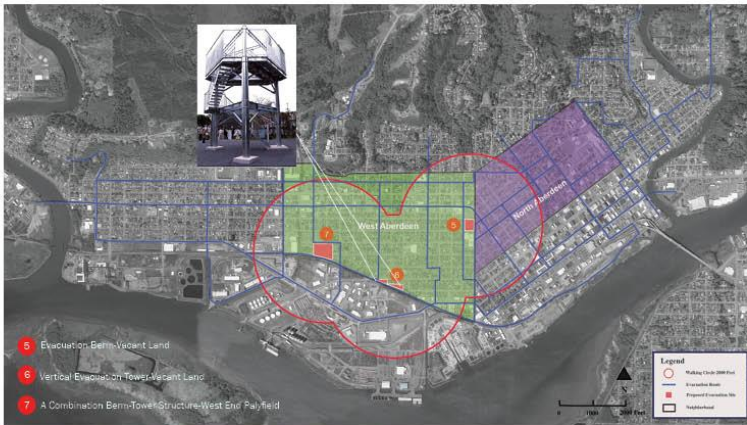 West Aberdeen
North Aberdeen
5
7
6
5 Evacuation Berm-Vacant Land
6 Vertical Evacuation Tower-Vacant Land
7 A Combination Berm-Tower Structure-West End Palyfield
N
0 1000 2000 Feet
Legend
Walking Circle 2000 Feet
Evacuation Route
Proposed Evacuation Site
Neighborhood